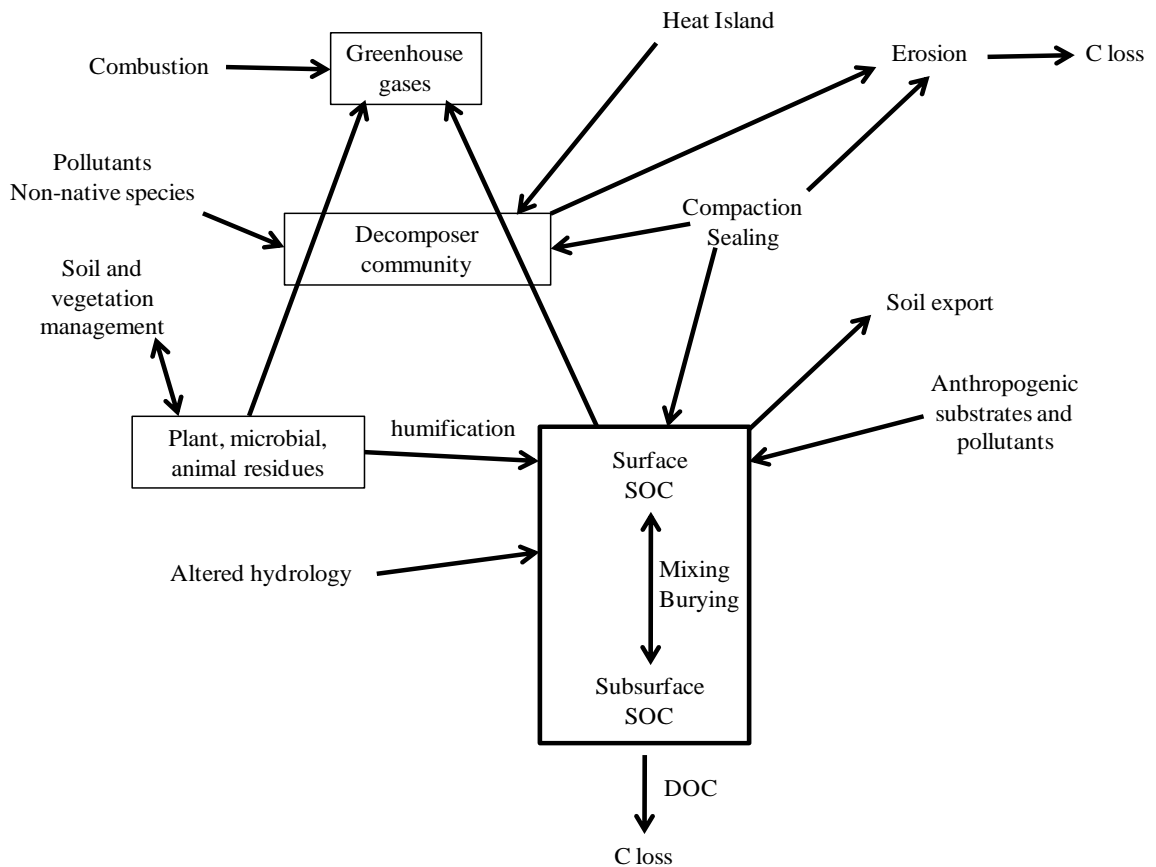 Heat Island
Combustion
Greenhouse
gases
Erosion
C loss
Pollutants
Non-native species
Decomposer
community
Compaction
Sealing
Soil and
vegetation
management
Soil export
Anthropogenic
substrates and
pollutants
Plant, microbial,
animal residues
humification
Surface
SOC
Altered hydrology
Mixing
Burying
Subsurface
SOC
DOC
C loss